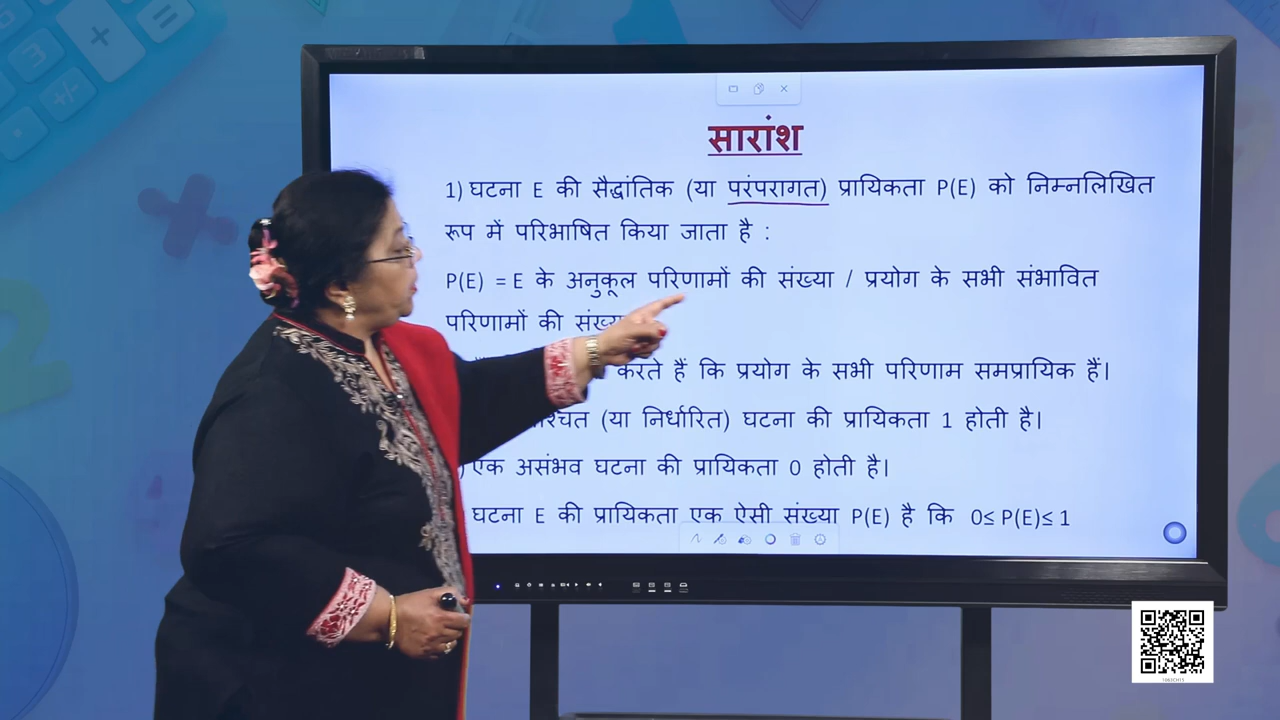 सारांश
1) घटना E की सैद्धांतिक (या परंपरागत) प्रायिकता P(E) को निम्नलिखित
रूप में परिभाषित किया जाता है :
P(E) = E के अनुकूल परिणामों की संख्या / प्रयोग के सभी संभावित
परिणामों की संख्या
करते हैं कि प्रयोग के सभी परिणाम समप्रायिक हैं।
(या निर्धारित) घटना की प्रायिकता 1 होती है।
) एक असंभव घटना की प्रायिकता 0 होती है।
घटना E की प्रायिकता एक ऐसी संख्या P(E) है कि 0≤ P(E)≤ 1